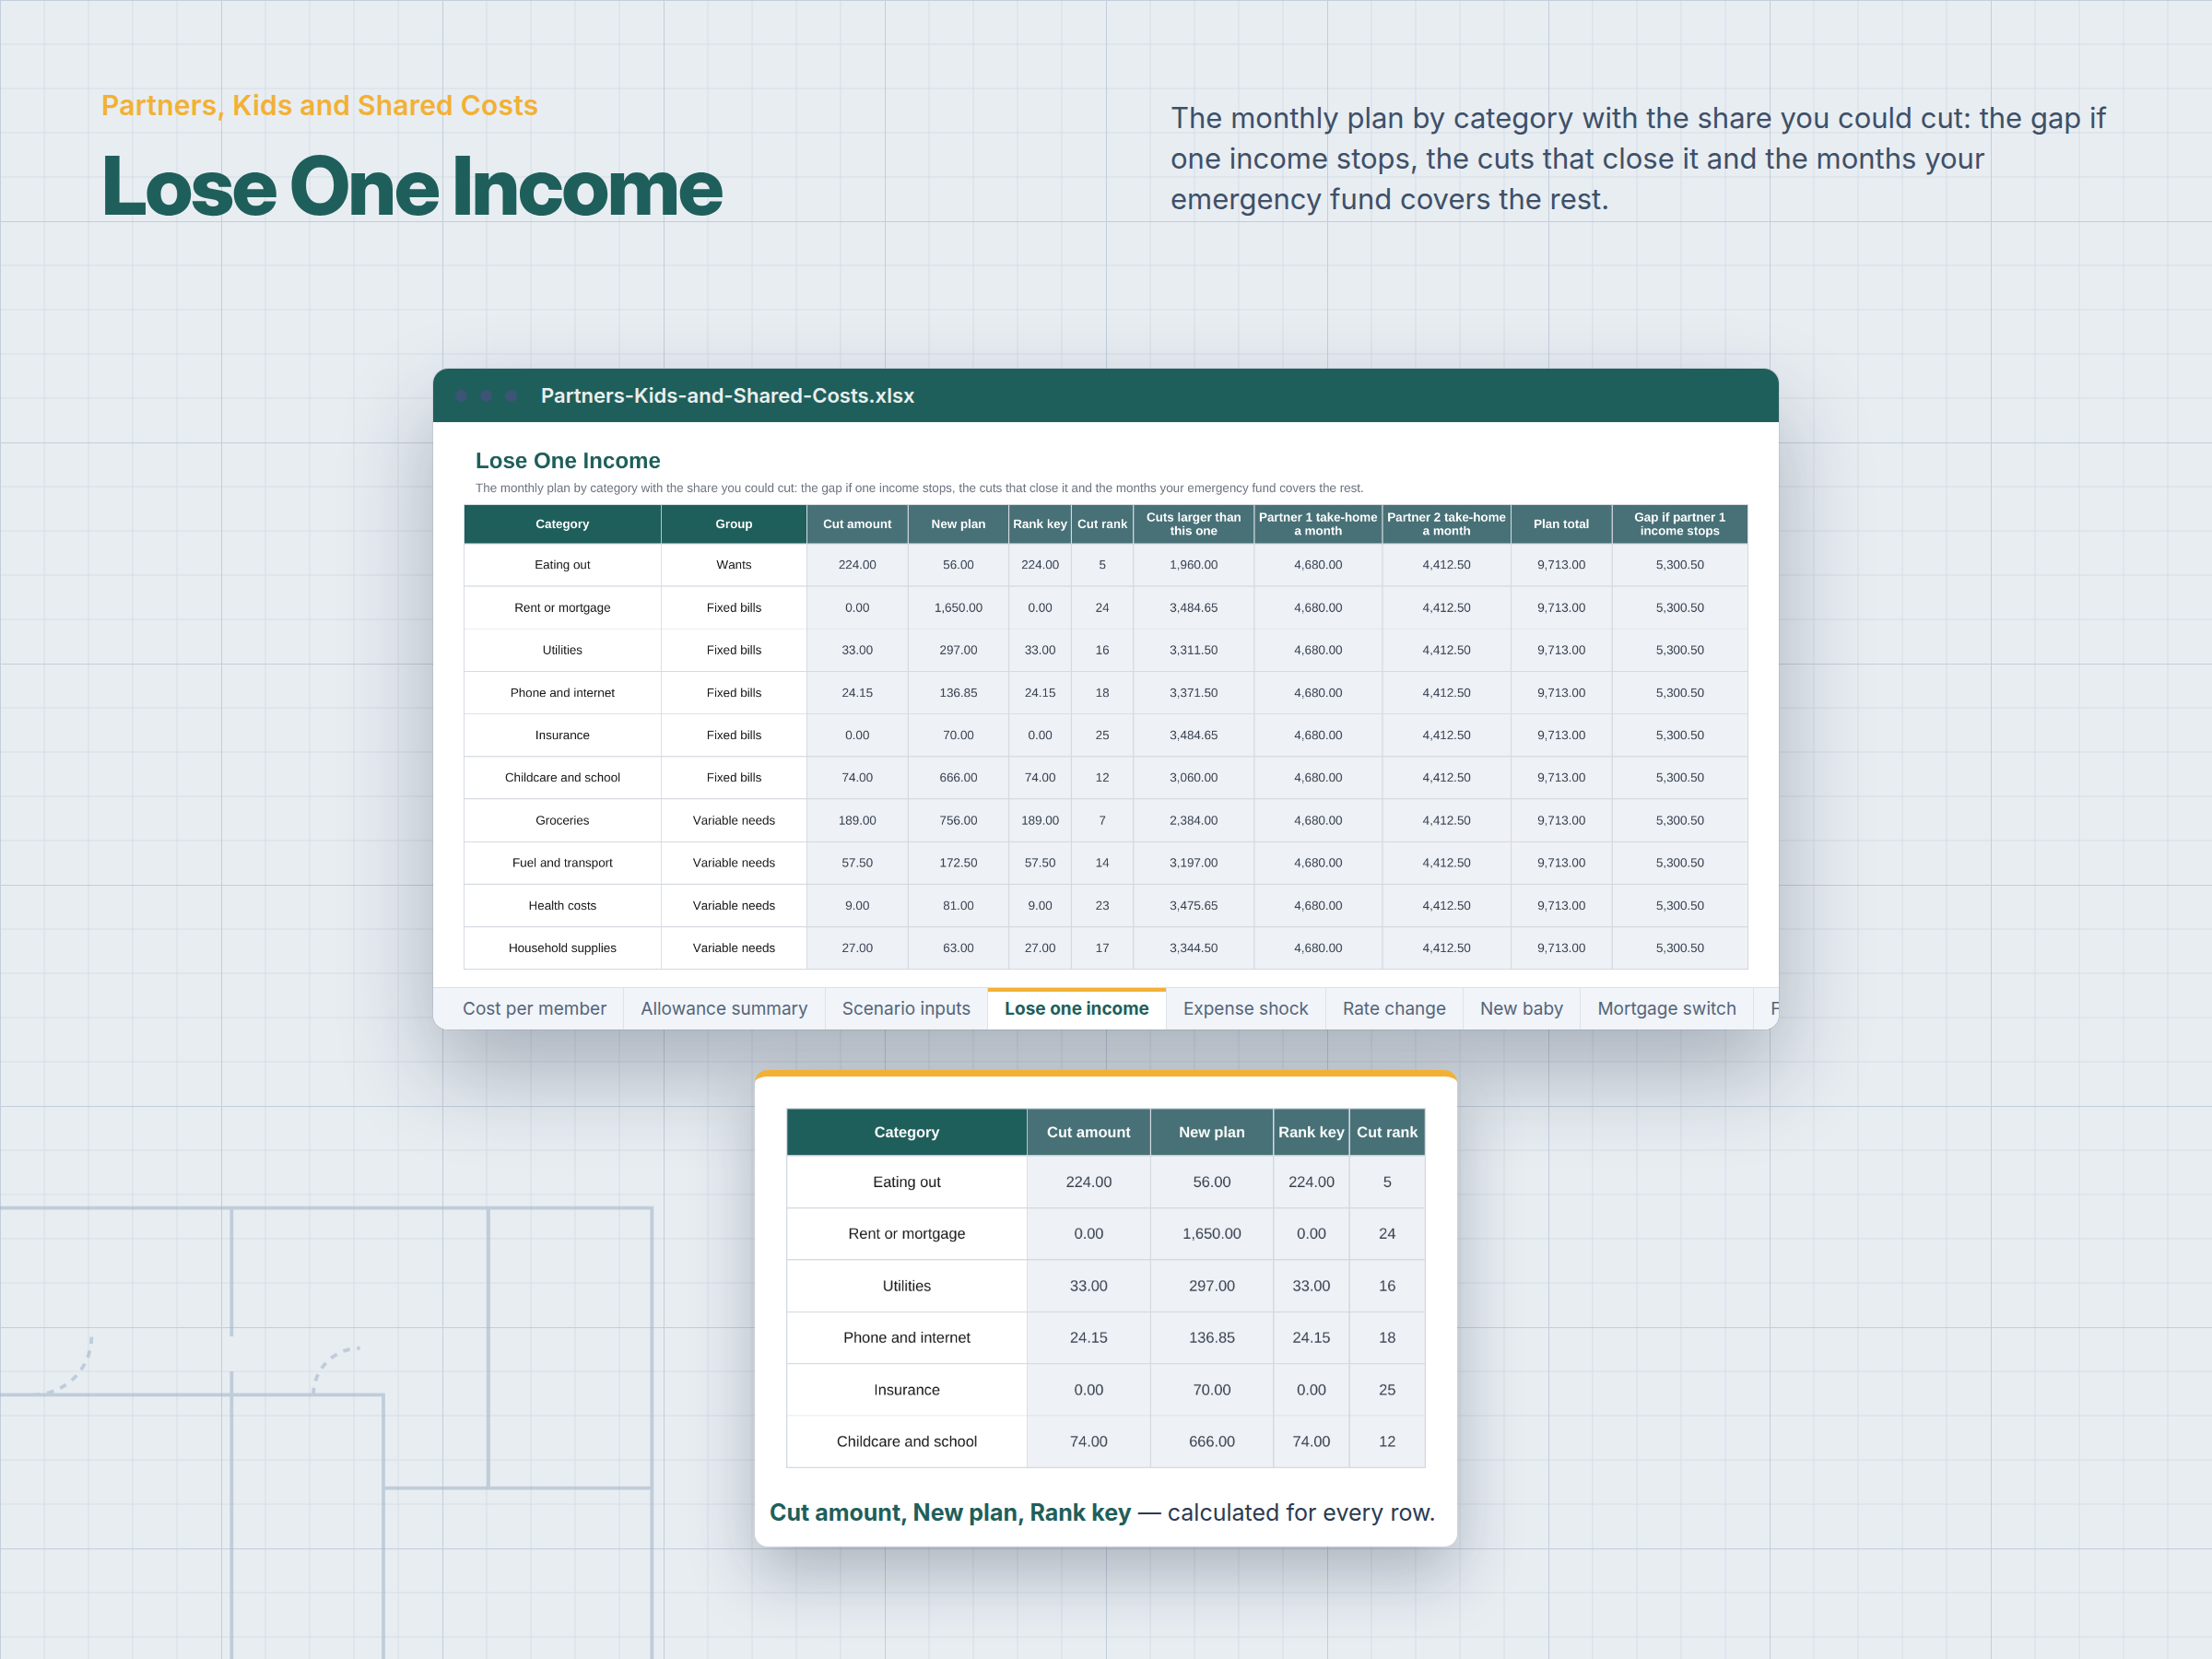 Partners, Kids and Shared Costs
Lose One Income
The monthly plan by category with the share you could cut: the gap if
one income stops, the cuts that close it and the months your
emergency fund covers the rest.
Partners-Kids-and-Shared-Costs.xlsx
Lose One Income
The monthly plan by category with the share you could cut: the gap if one income stops, the cuts that close it and the months your emergency fund covers the rest.
Category Group Cut amount New plan Rank key Cut rank Cuts larger than this one Partner 1 take-home a month Partner 2 take-home a month Plan total Gap if partner 1 income stops
Eating out Wants 224.00 56.00 224.00 5 1,960.00 4,680.00 4,412.50 9,713.00 5,300.50
Rent or mortgage Fixed bills 0.00 1,650.00 0.00 24 3,484.65 4,680.00 4,412.50 9,713.00 5,300.50
Utilities Fixed bills 33.00 297.00 33.00 16 3,311.50 4,680.00 4,412.50 9,713.00 5,300.50
Phone and internet Fixed bills 24.15 136.85 24.15 18 3,371.50 4,680.00 4,412.50 9,713.00 5,300.50
Insurance Fixed bills 0.00 70.00 0.00 25 3,484.65 4,680.00 4,412.50 9,713.00 5,300.50
Childcare and school Fixed bills 74.00 666.00 74.00 12 3,060.00 4,680.00 4,412.50 9,713.00 5,300.50
Groceries Variable needs 189.00 756.00 189.00 7 2,384.00 4,680.00 4,412.50 9,713.00 5,300.50
Fuel and transport Variable needs 57.50 172.50 57.50 14 3,197.00 4,680.00 4,412.50 9,713.00 5,300.50
Health costs Variable needs 9.00 81.00 9.00 23 3,475.65 4,680.00 4,412.50 9,713.00 5,300.50
Household supplies Variable needs 27.00 63.00 27.00 17 3,344.50 4,680.00 4,412.50 9,713.00 5,300.50
Cost per member Allowance summary Scenario inputs Lose one income Expense shock Rate change New baby Mortgage switch
Category Cut amount New plan Rank key Cut rank
Eating out 224.00 56.00 224.00 5
Rent or mortgage 0.00 1,650.00 0.00 24
Utilities 33.00 297.00 33.00 16
Phone and internet 24.15 136.85 24.15 18
Insurance 0.00 70.00 0.00 25
Childcare and school 74.00 666.00 74.00 12
Cut amount, New plan, Rank key — calculated for every row.